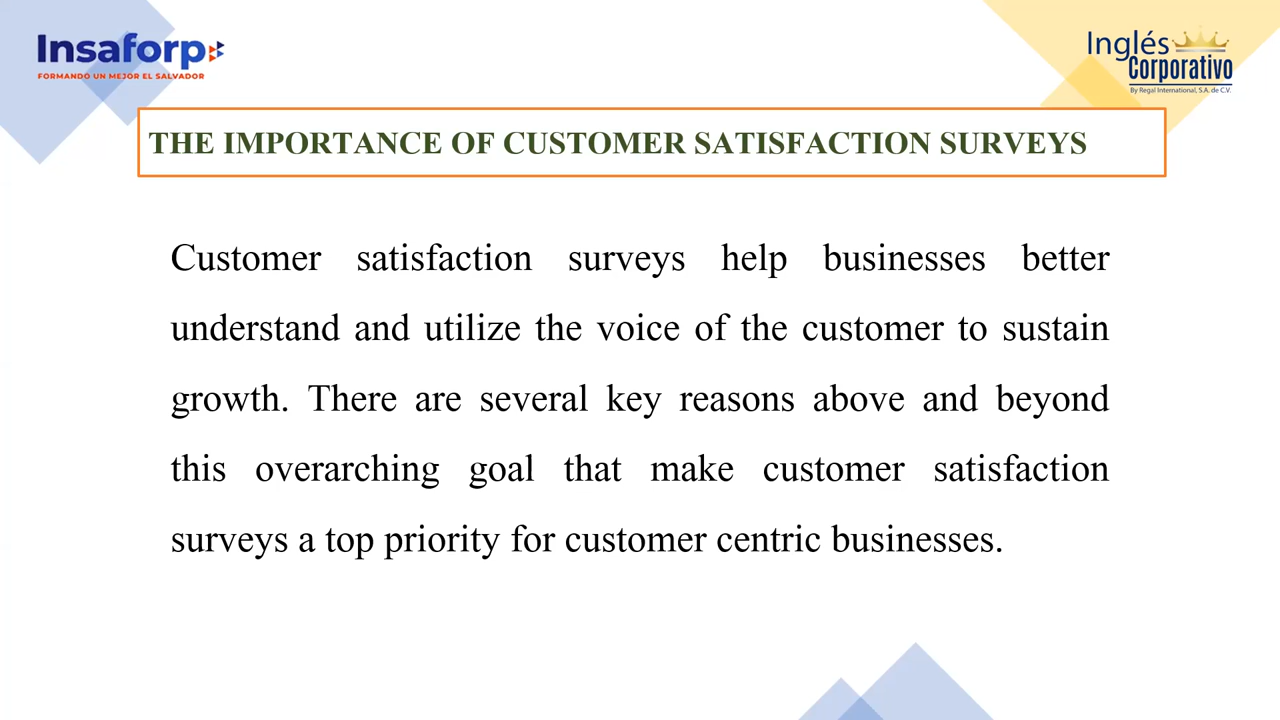 Insaforp
FORMANDO UN MEJOR EL SALVADOR
Inglés
Corporativo
By Regal International, S.A. de C.V.
THE IMPORTANCE OF CUSTOMER SATISFACTION SURVEYS
Customer satisfaction surveys help businesses better
understand and utilize the voice of the customer to sustain
growth. There are several key reasons above and beyond
this overarching goal that make customer satisfaction
surveys a top priority for customer centric businesses.